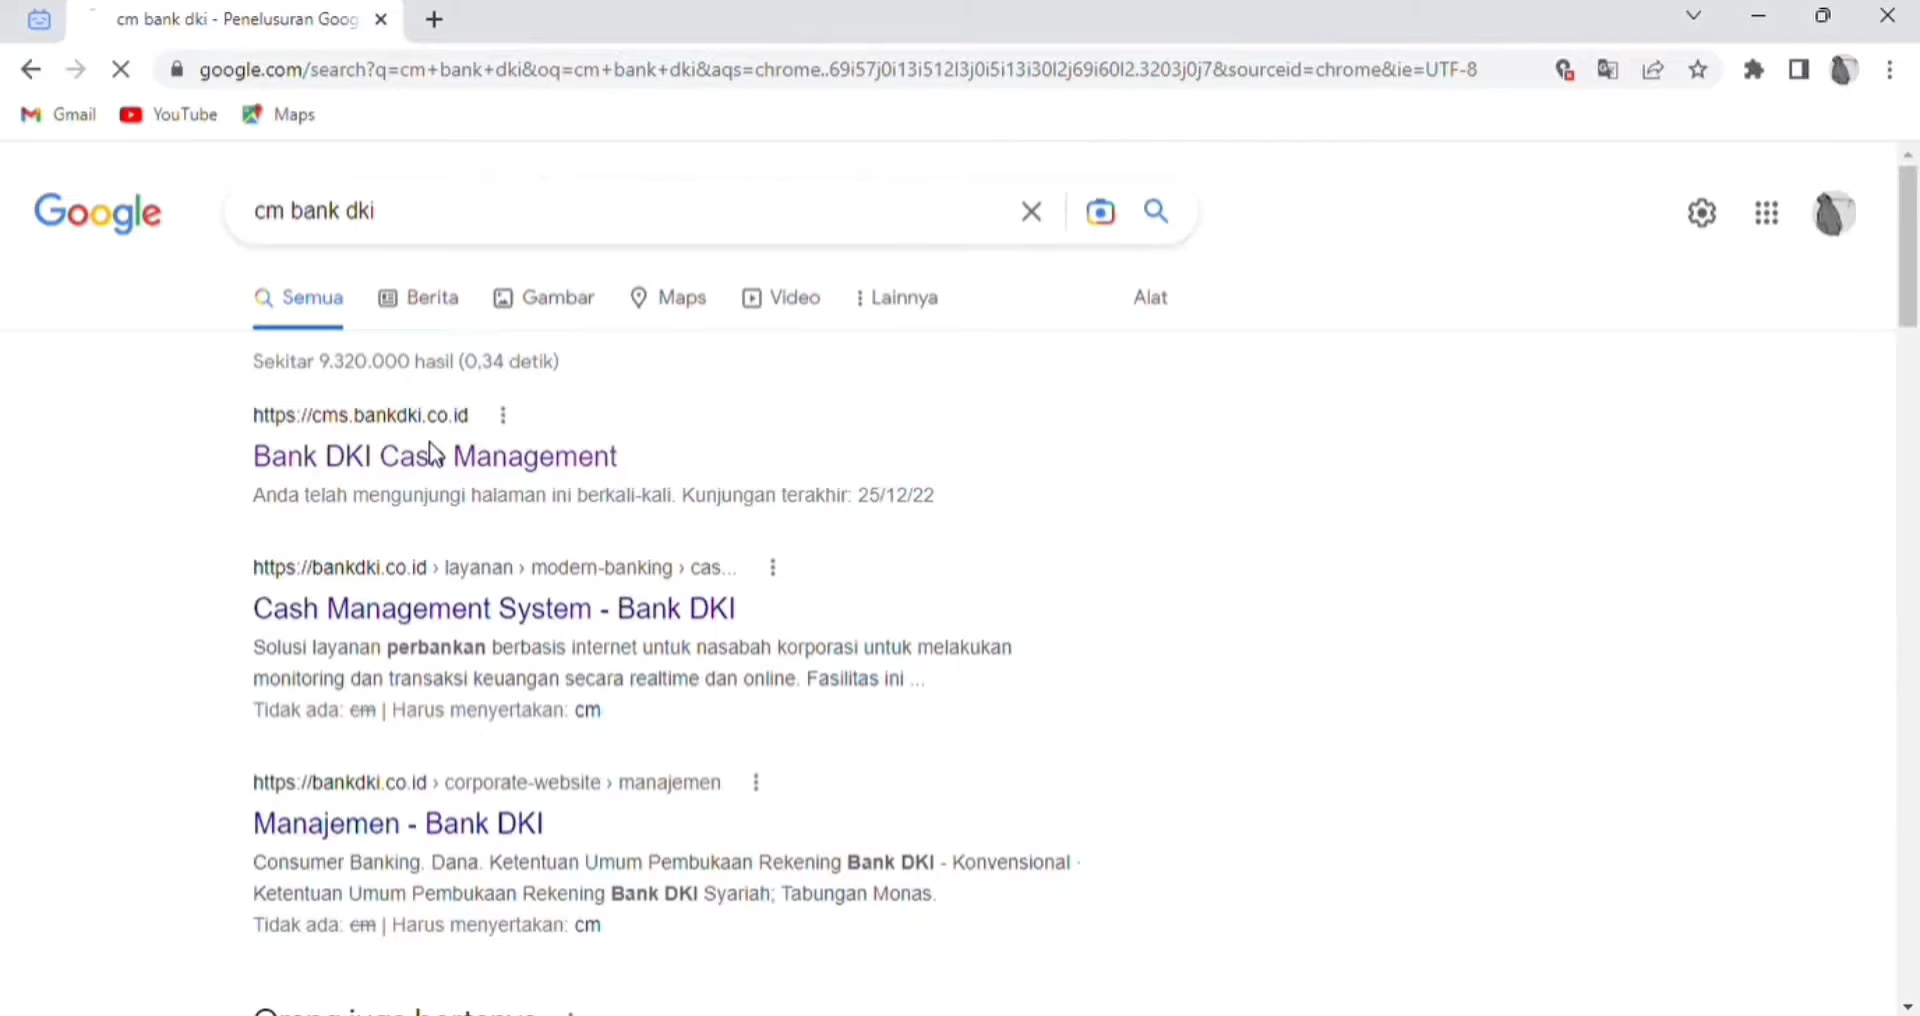 cm bank dki - Penelusuran Goog
google.com/search?q=cm+bank+dki&oq=cm+bank+dki&aqs=chrome..69i57j0i13i512l3j0i5i13i30l2j69i60l2.3203j0j7&sourceid=chrome&ie=UTF-8
Gmail YouTube Maps
Google
cm bank dki
Semua Berita Gambar Maps Video Lainnya Alat
Sekitar 9.320.000 hasil (0,34 detik)
https://cms.bankdki.co.id
Bank DKI Cash Management
Anda telah mengunjungi halaman ini berkali-kali. Kunjungan terakhir: 25/12/22
https://bankdki.co.id › layanan › modern-banking › cas...
Cash Management System - Bank DKI
Solusi layanan perbankan berbasis internet untuk nasabah korporasi untuk melakukan
monitoring dan transaksi keuangan secara realtime dan online. Fasilitas ini ...
Tidak ada: cm | Harus menyertakan: cm
https://bankdki.co.id › corporate-website › manajemen
Manajemen - Bank DKI
Consumer Banking. Dana. Ketentuan Umum Pembukaan Rekening Bank DKI - Konvensional ·
Ketentuan Umum Pembukaan Rekening Bank DKI Syariah; Tabungan Monas.
Tidak ada: cm | Harus menyertakan: cm